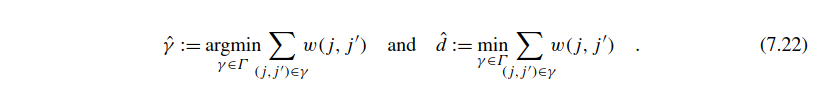 γ̂ := argmin_{γ∈Γ} ∑_{(j,j′)∈γ} w(j, j′) and d̂ := min_{γ∈Γ} ∑_{(j,j′)∈γ} w(j, j′) . (7.22)